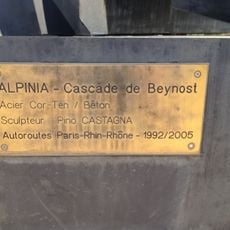 ALPINIA - Cascade de Beynost
Acier Cor-Ten / Béton
Sculpteur Pino CASTAGNA
Autoroutes Paris-Rhin-Rhône - 1992/2005